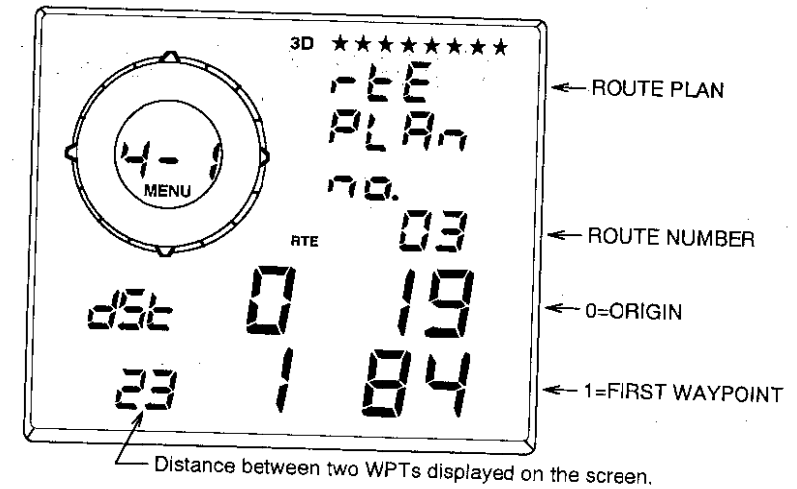 3D ★★★★★★★★
rtE
PLAn
no.
03
4-1
MENU
RTE
dSt 0 19
23 1 84
ROUTE PLAN
ROUTE NUMBER
0=ORIGIN
1=FIRST WAYPOINT
Distance between two WPTs displayed on the screen.